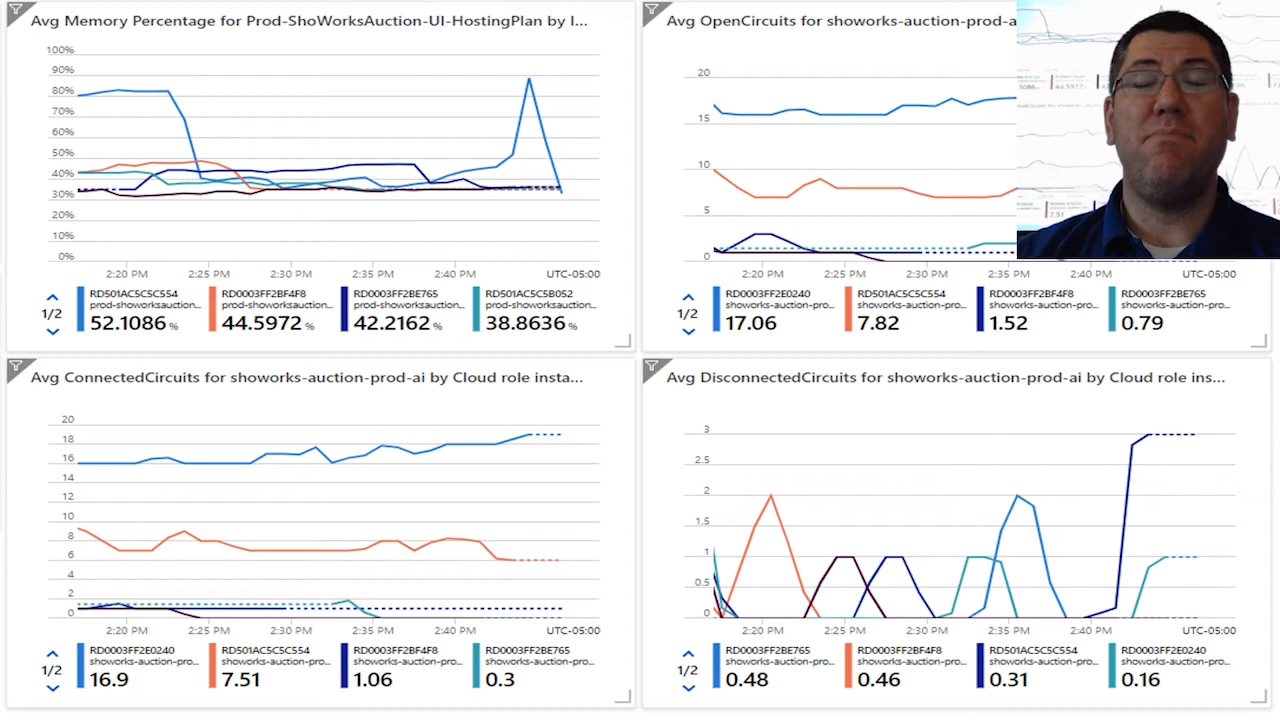 Avg Memory Percentage for Prod-ShoWorksAuction-UI-HostingPlan by I...
100%
90%
80%
70%
60%
50%
40%
30%
20%
10%
0%
2:20 PM 2:25 PM 2:30 PM 2:35 PM 2:40 PM UTC-05:00
1/2
RD501AC5C5C554
prod-showorksauction...
52.1086 %
RD0003FF2BF4F8
prod-showorksauction...
44.5972 %
RD0003FF2BE765
prod-showorksauction...
42.2162 %
RD501AC5C5B052
prod-showorksauction...
38.8636 %
Avg OpenCircuits for showorks-auction-prod-a
20
15
10
5
0
2:20 PM 2:25 PM 2:30 PM 2:35 PM 2:40 PM UTC-05:00
1/2
RD0003FF2E0240
showorks-auction-pro...
17.06
RD501AC5C5C554
showorks-auction-pro...
7.82
RD0003FF2BF4F8
showorks-auction-pro...
1.52
RD0003FF2BE765
showorks-auction-pro...
0.79
Avg ConnectedCircuits for showorks-auction-prod-ai by Cloud role insta...
20
18
16
14
12
10
8
6
4
2
0
2:20 PM 2:25 PM 2:30 PM 2:35 PM 2:40 PM UTC-05:00
1/2
RD0003FF2E0240
showorks-auction-pro...
16.9
RD501AC5C5C554
showorks-auction-pro...
7.51
RD0003FF2BF4F8
showorks-auction-pro...
1.06
RD0003FF2BE765
showorks-auction-pro...
0.3
Avg DisconnectedCircuits for showorks-auction-prod-ai by Cloud role ins...
3
2.5
2
1.5
1
0.5
0
2:20 PM 2:25 PM 2:30 PM 2:35 PM 2:40 PM UTC-05:00
1/2
RD0003FF2BE765
showorks-auction-pro...
0.48
RD0003FF2BF4F8
showorks-auction-pro...
0.46
RD501AC5C5C554
showorks-auction-pro...
0.31
RD0003FF2E0240
showorks-auction-pro...
0.16